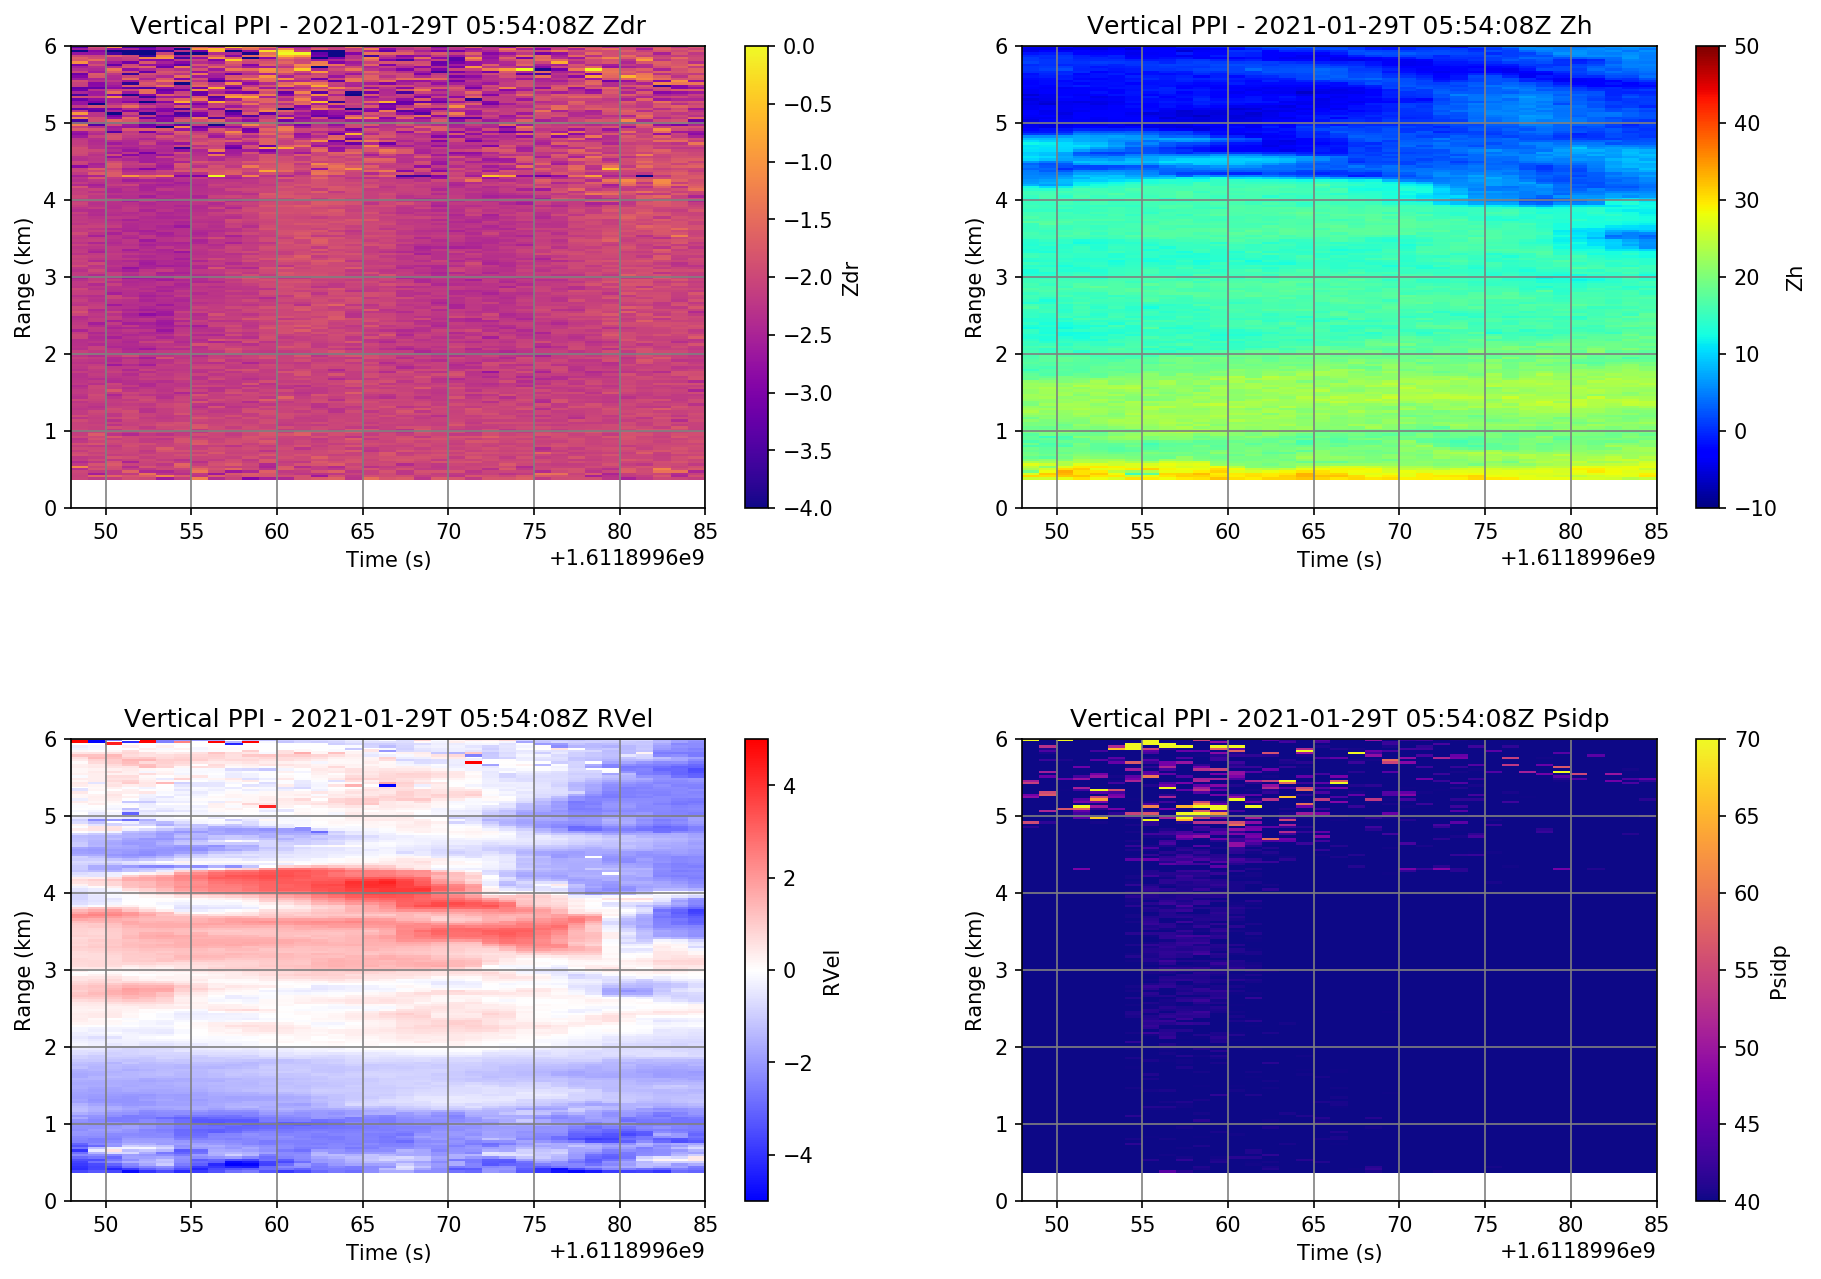 Vertical PPI - 2021-01-29T 05:54:08Z Zdr
6
5
4
3
2
1
0
Range (km)
50 55 60 65 70 75 80 85
Time (s)
+1.6118996e9
0.0
−0.5
−1.0
−1.5
−2.0
−2.5
−3.0
−3.5
−4.0
Zdr
Vertical PPI - 2021-01-29T 05:54:08Z Zh
6
5
4
3
2
1
0
Range (km)
50 55 60 65 70 75 80 85
Time (s)
+1.6118996e9
50
40
30
20
10
0
−10
Zh
Vertical PPI - 2021-01-29T 05:54:08Z RVel
6
5
4
3
2
1
0
Range (km)
50 55 60 65 70 75 80 85
Time (s)
+1.6118996e9
4
2
0
−2
−4
RVel
Vertical PPI - 2021-01-29T 05:54:08Z Psidp
6
5
4
3
2
1
0
Range (km)
50 55 60 65 70 75 80 85
Time (s)
+1.6118996e9
70
65
60
55
50
45
40
Psidp